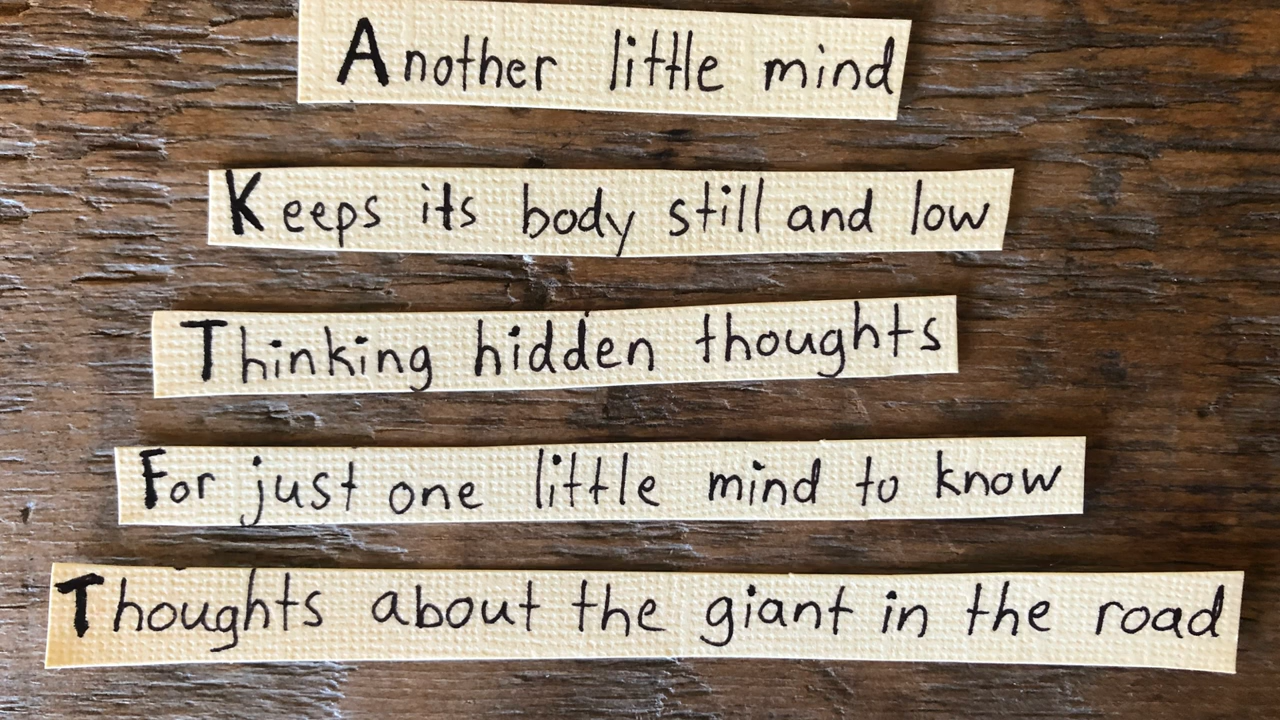 Another little mind
Keeps its body still and low
Thinking hidden thoughts
For just one little mind to know
Thoughts about the giant in the road